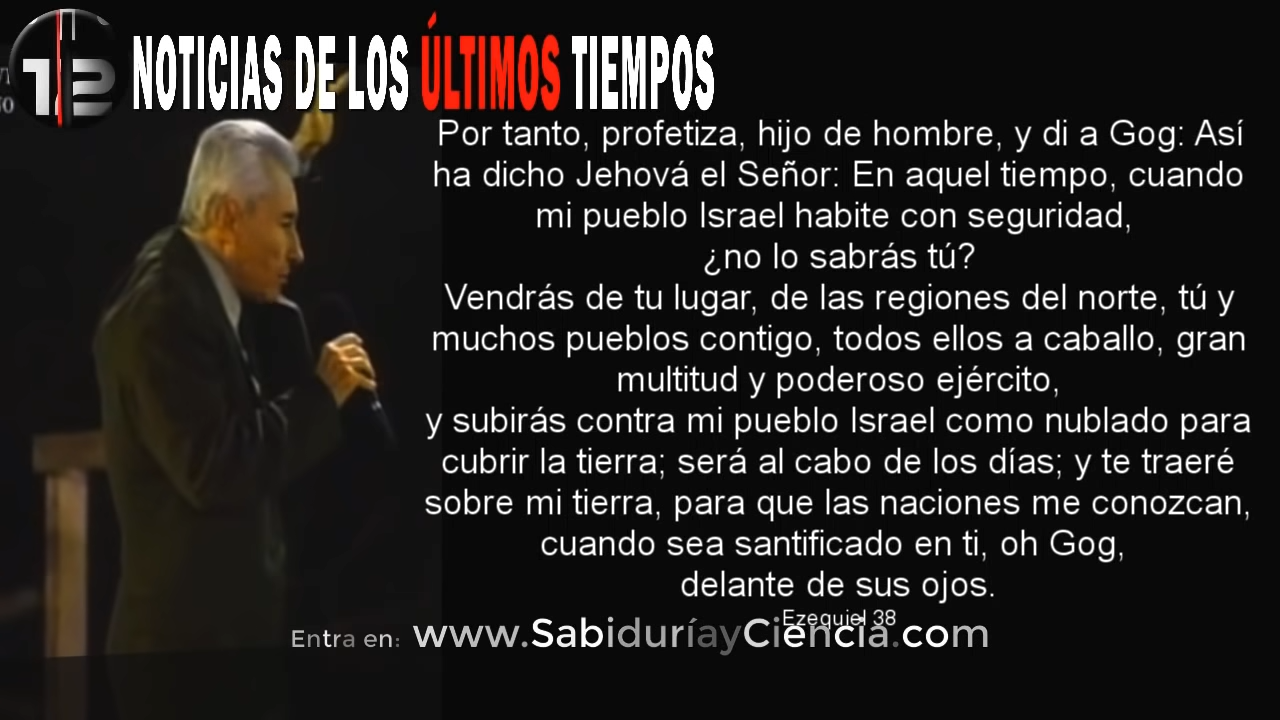 12
NOTICIAS DE LOS ÚLTIMOS TIEMPOS
Por tanto, profetiza, hijo de hombre, y di a Gog: Así
ha dicho Jehová el Señor: En aquel tiempo, cuando
mi pueblo Israel habite con seguridad,
¿no lo sabrás tú?
Vendrás de tu lugar, de las regiones del norte, tú y
muchos pueblos contigo, todos ellos a caballo, gran
multitud y poderoso ejército,
y subirás contra mi pueblo Israel como nublado para
cubrir la tierra; será al cabo de los días; y te traeré
sobre mi tierra, para que las naciones me conozcan,
cuando sea santificado en ti, oh Gog,
delante de sus ojos.
Ezequiel 38
Entra en: www.SabiduríayCiencia.com